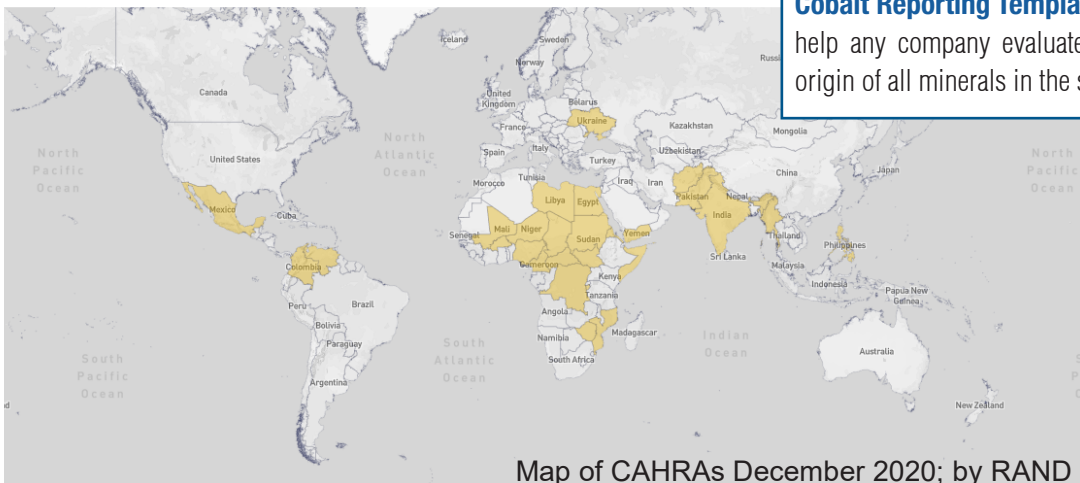 Cobalt Reporting
help any company evaluate
origin of all minerals in the
Iceland
Sweden
Norway
Canada
United Kingdom
Belarus
Ukraine
France
Kazakhstan
Mongolia
North Pacific Ocean
United States
North Atlantic Ocean
Spain
Italy
Turkey
Uzbekistan
China
Japan
North Pacific Ocean
Morocco
Tunisia
Iraq
Iran
Mexico
Cuba
Libya
Egypt
Pakistan
Nepal
India
Senegal
Mali
Niger
Sudan
Yemen
Thailand
Philippines
Colombia
Cameroon
Kenya
Sri Lanka
Malaysia
Indonesia
Papua New Guinea
Peru
Brazil
Tanzania
Angola
Bolivia
Paraguay
Namibia
Madagascar
Indian Ocean
South Pacific Ocean
South Atlantic Ocean
South Africa
Australia
Argentina
New Zealand
Map of CAHRAs December 2020; by RAND